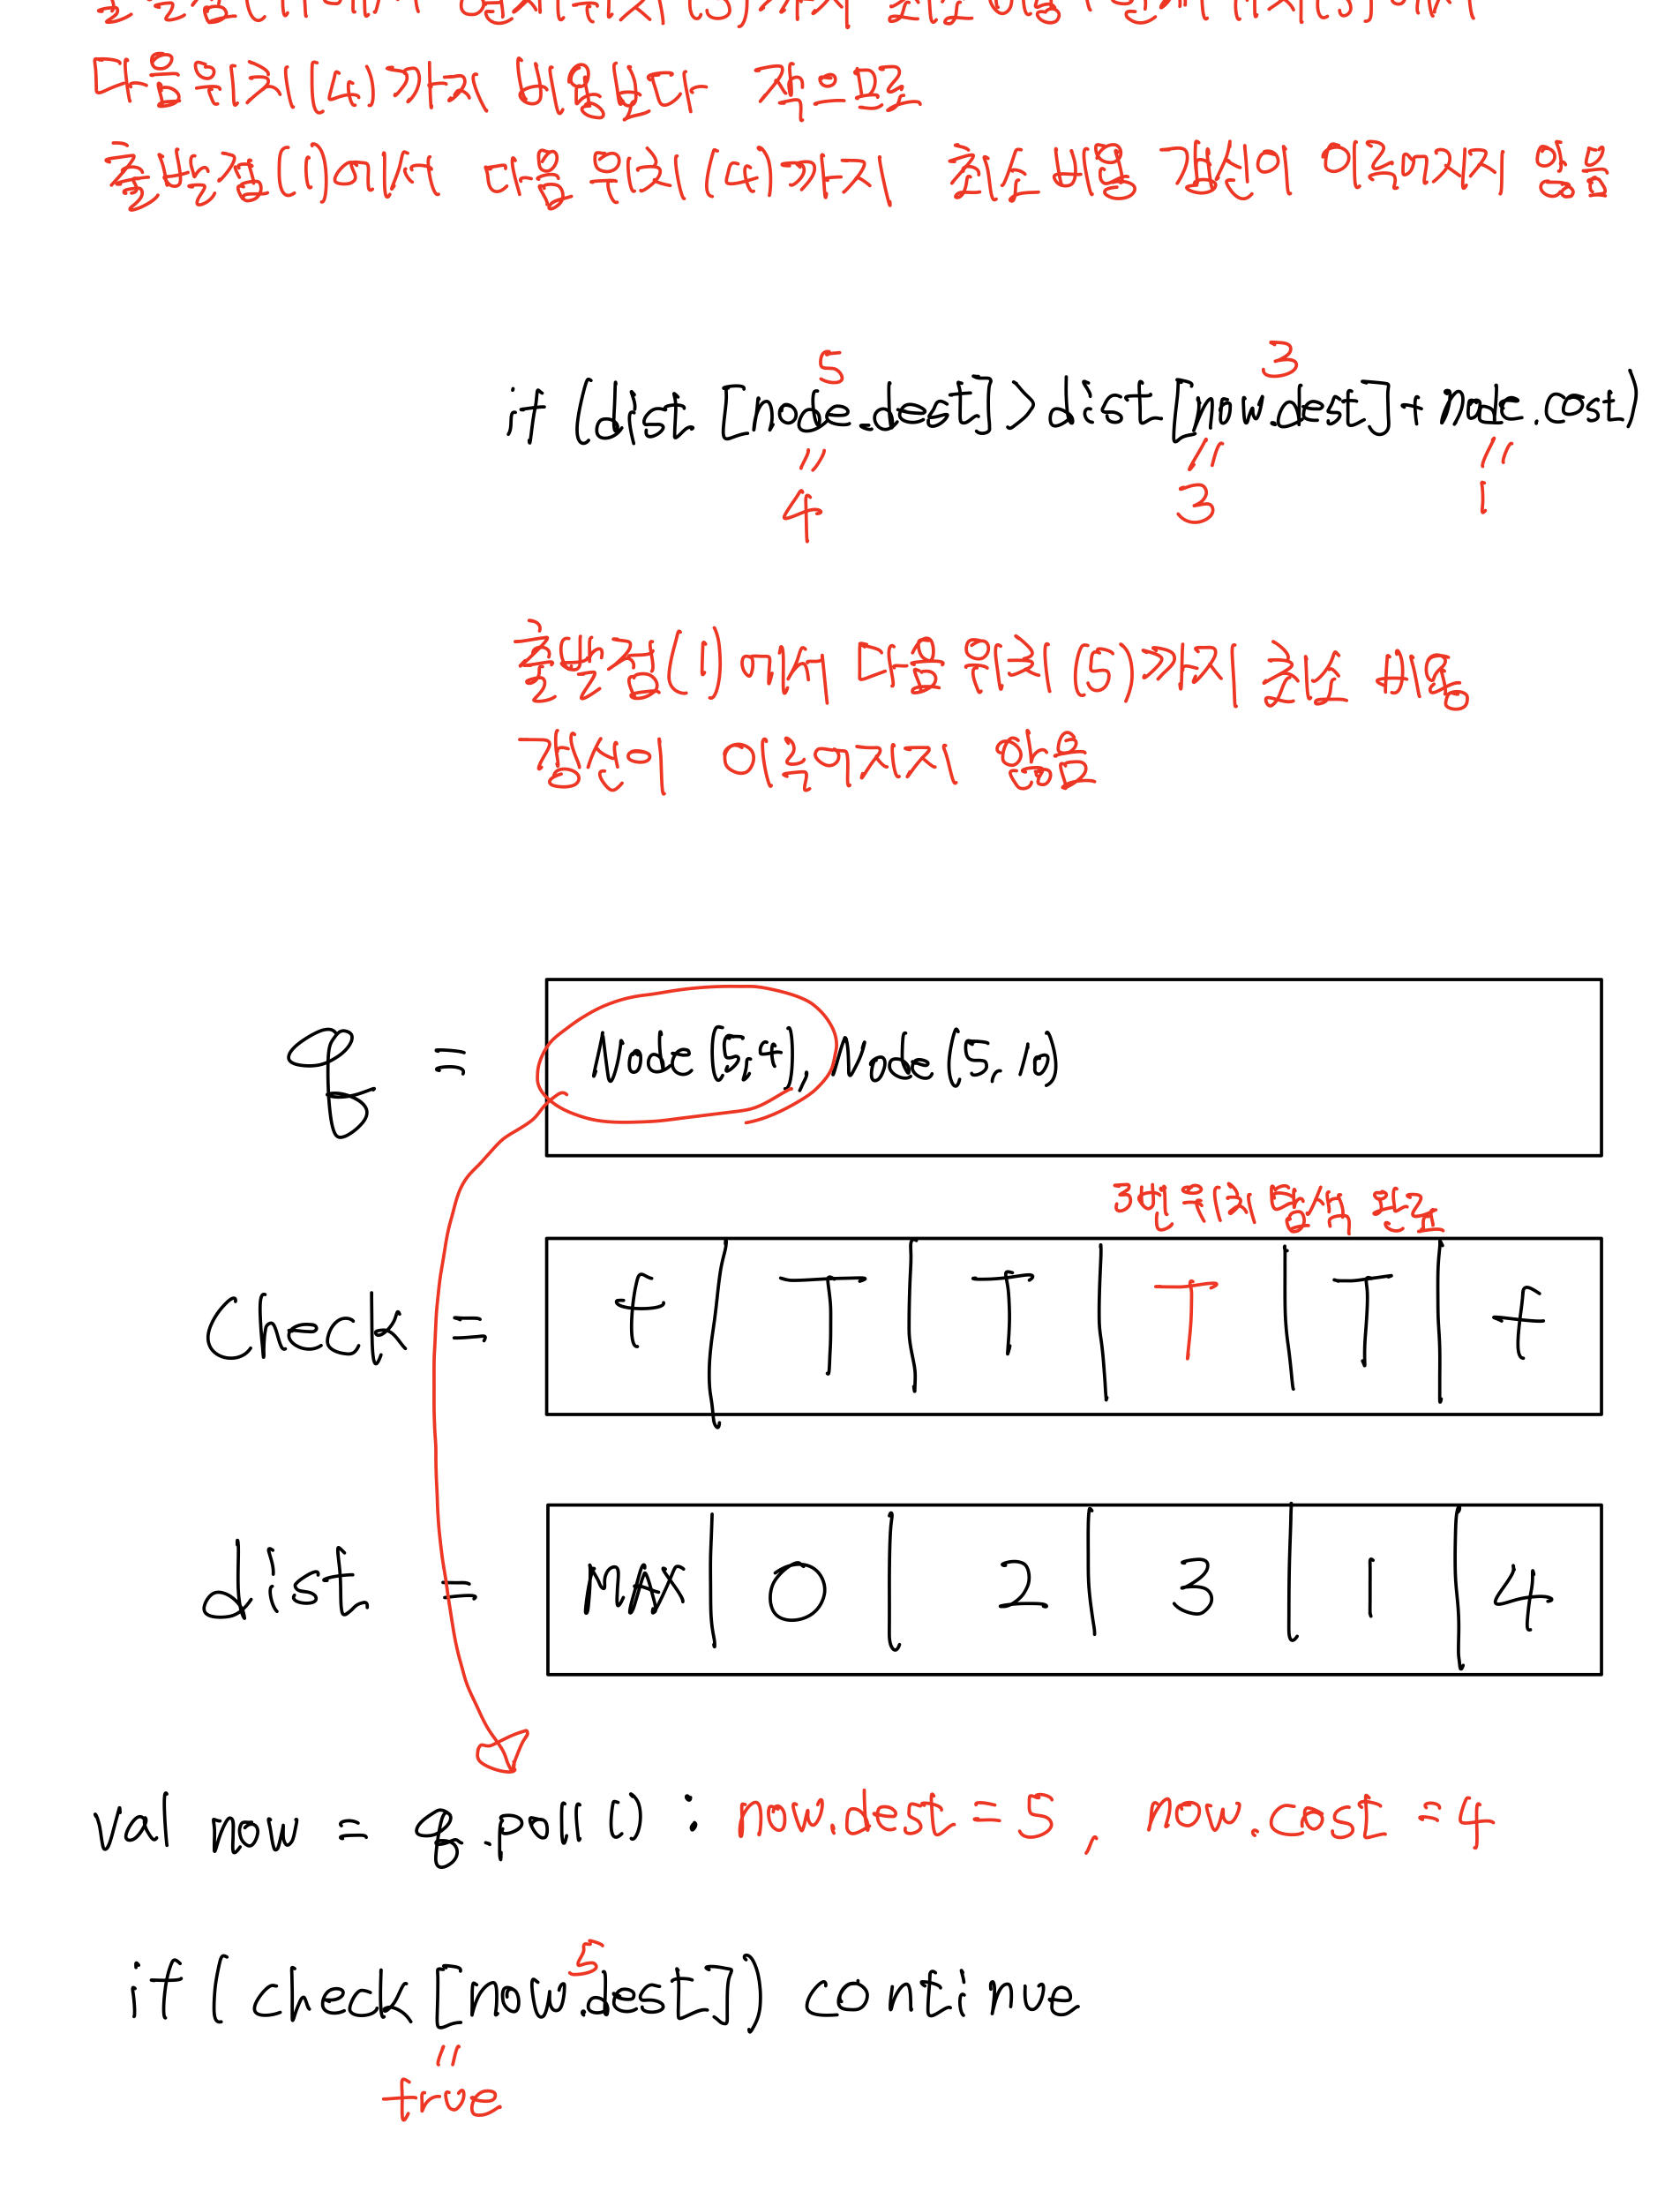 다음위치(4)까지 비용보다 적으므로
출발점(1)에서 다음 위치(4)까지 최소 비용 갱신이 이루어지지 않음
5 3
if (dist [node.dest] > dist [now.dest] + node.cost)
" " "
4 3 1
출발점(1)에서 다음 위치(5)까지 최소 비용
갱신이 이루어지지 않음
q = Node(5,4), Node(5,10)
3번 위치 탐색 완료
Check = f | T | T | T | T | f
dist = MAX | 0 | 2 | 3 | 1 | 4
val now = q.poll() : now.dest = 5, now.cost = 4
5
if (check [now.dest]) continue
"
true